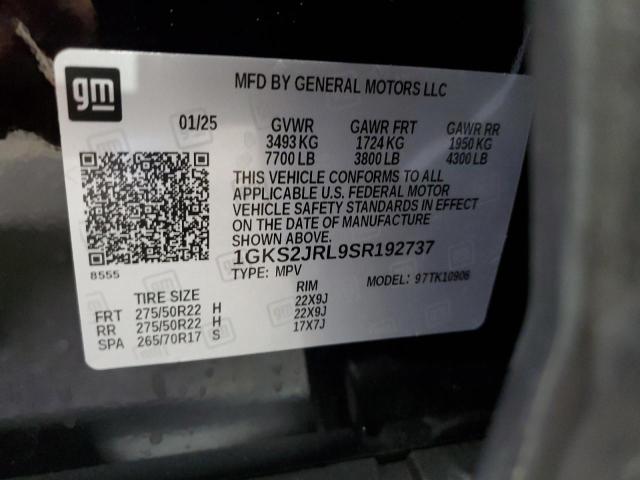 gm
MFD BY GENERAL MOTORS LLC
01/25 GVWR GAWR FRT GAWR RR
3493 KG 1724 KG 1950 KG
7700 LB 3800 LB 4300 LB
THIS VEHICLE CONFORMS TO ALL
APPLICABLE U.S. FEDERAL MOTOR
VEHICLE SAFETY STANDARDS IN EFFECT
ON THE DATE OF MANUFACTURE
SHOWN ABOVE.
1GKS2JRL9SR192737
8555
TYPE: MPV MODEL: 97TK10906
TIRE SIZE RIM
FRT 275/50R22 H 22X9J
RR 275/50R22 H 22X9J
SPA 265/70R17 S 17X7J